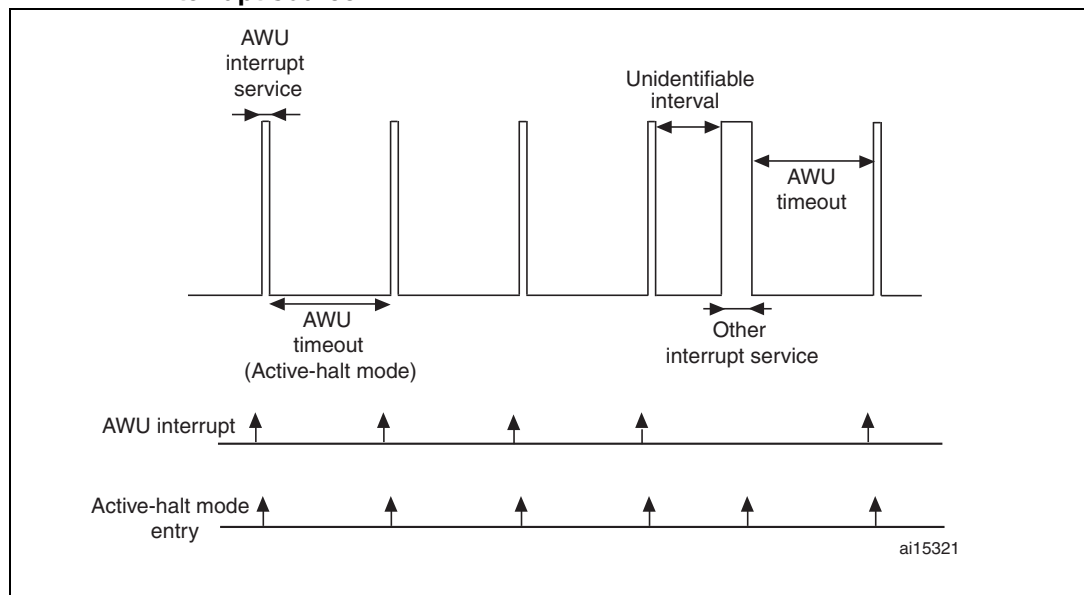 AWU
interrupt
service
Unidentifiable
interval
AWU
timeout
AWU
timeout
(Active-halt mode)
Other
interrupt service
AWU interrupt
Active-halt mode
entry
ai15321